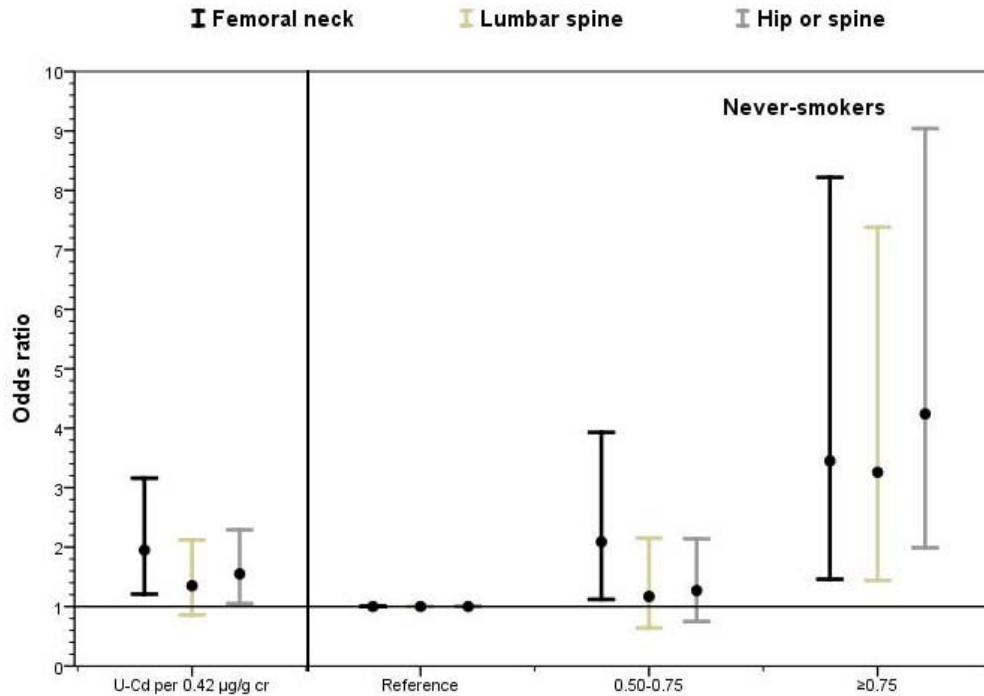 Femoral neck Lumbar spine Hip or spine
Never-smokers
Odds ratio
10
9
8
7
6
5
4
3
2
1
0
U-Cd per 0.42 µg/g cr Reference 0.50-0.75 ≥0.75